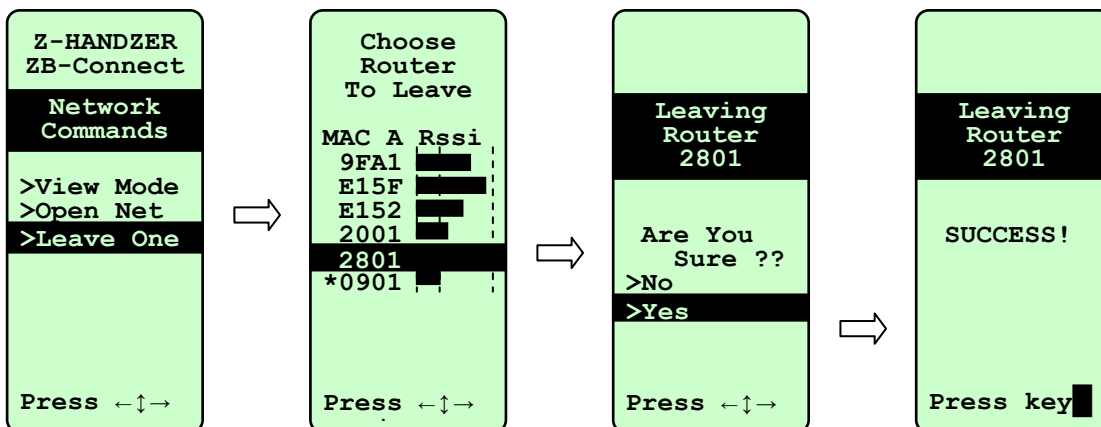 Z-HANDZER
ZB-Connect
Network
Commands
>View Mode
>Open Net
>Leave One
Press ←↕→
Choose
Router
To Leave
MAC A Rssi
9FA1
E15F
E152
2001
2801
*0901
Press ←↕→
Leaving
Router
2801
Are You
Sure ??
>No
>Yes
Press ←↕→
Leaving
Router
2801
SUCCESS!
Press key